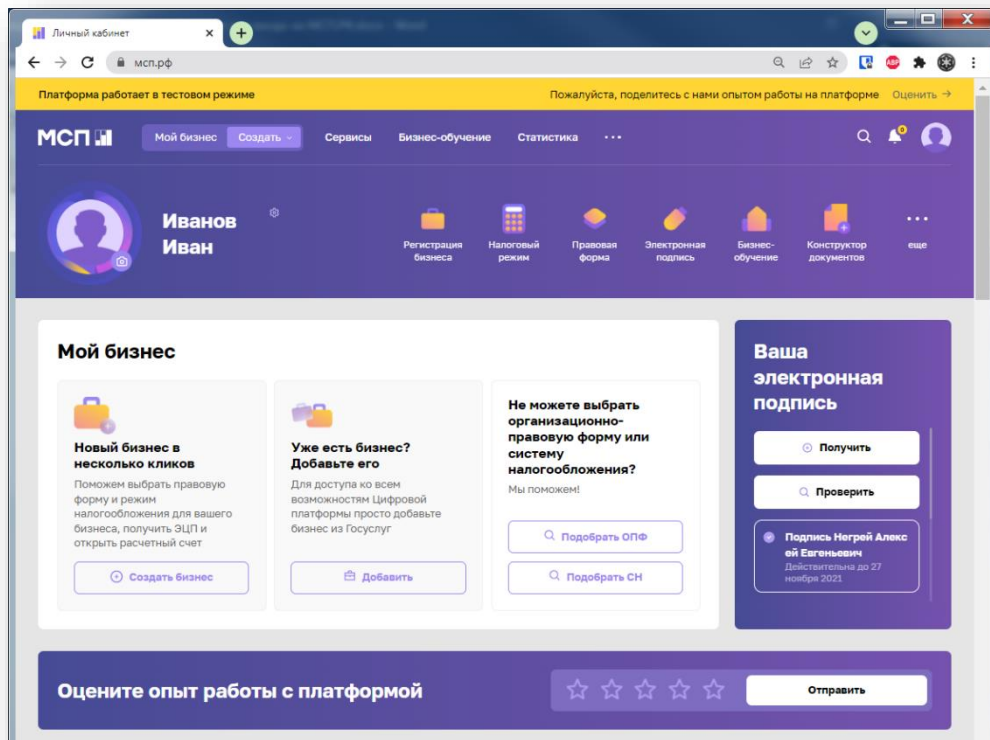 Личный кабинет
мсп.рф
Платформа работает в тестовом режиме
Пожалуйста, поделитесь с нами опытом работы на платформе Оценить →
МСП
Мой бизнес Создать
Сервисы Бизнес-обучение Статистика ...
0
Иванов
Иван
Регистрация
бизнеса
Налоговый
режим
Правовая
форма
Электронная
подпись
Бизнес-
обучение
Конструктор
документов
еще
Мой бизнес
Новый бизнес в
несколько кликов
Поможем выбрать правовую
форму и режим
налогообложения для вашего
бизнеса, получить ЭЦП и
открыть расчетный счет
Создать бизнес
Уже есть бизнес?
Добавьте его
Для доступа ко всем
возможностям Цифровой
платформы просто добавьте
бизнес из Госуслуг
Добавить
Не можете выбрать
организационно-
правовую форму или
систему
налогообложения?
Мы поможем!
Подобрать ОПФ
Подобрать СН
Ваша
электронная
подпись
Получить
Проверить
Подпись Негрей Алекс
ей Евгеньевич
Действительна до 27
ноября 2021
Оцените опыт работы с платформой
Отправить